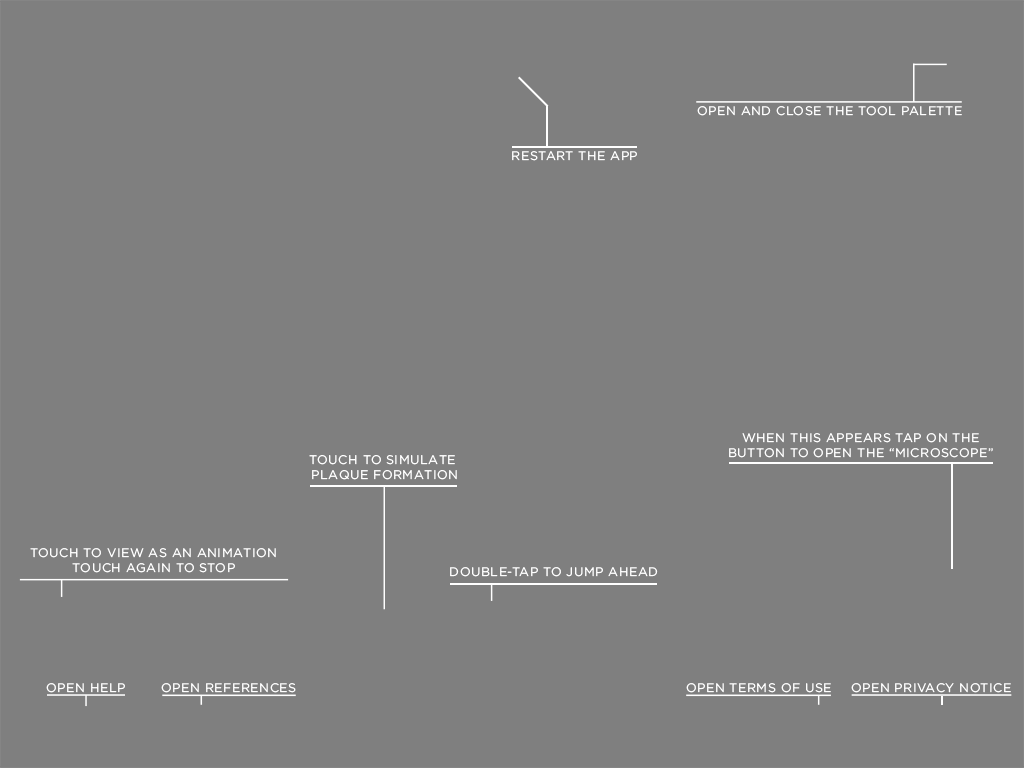 OPEN AND CLOSE THE TOOL PALETTE
RESTART THE APP
WHEN THIS APPEARS TAP ON THE
BUTTON TO OPEN THE “MICROSCOPE”
TOUCH TO SIMULATE
PLAQUE FORMATION
TOUCH TO VIEW AS AN ANIMATION
TOUCH AGAIN TO STOP
DOUBLE-TAP TO JUMP AHEAD
OPEN HELP
OPEN REFERENCES
OPEN TERMS OF USE
OPEN PRIVACY NOTICE